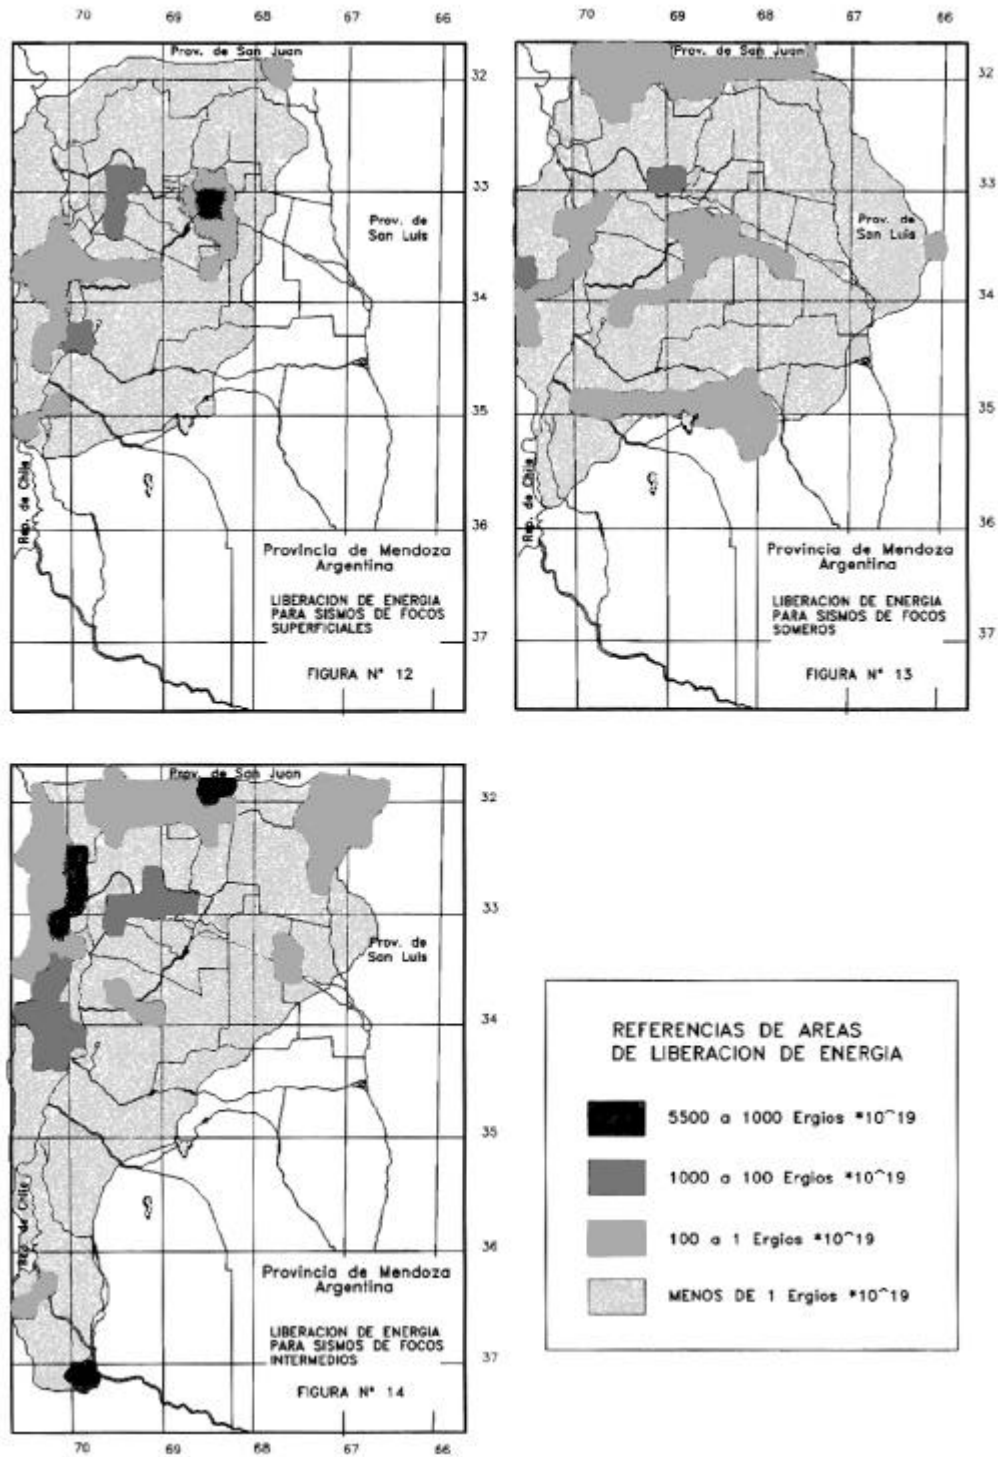 70 69 68 67 66
Prov. de San Juan
32
33
Prov. de
San Luis
34
35
Rep. de Chile
36
Provincia de Mendoza
Argentina
LIBERACION DE ENERGIA
PARA SISMOS DE FOCOS
SUPERFICIALES
37
FIGURA N° 12
70 69 68 67 66
Prov. de San Juan
32
33
Prov. de
San Luis
34
35
Rep. de Chile
36
Provincia de Mendoza
Argentina
LIBERACION DE ENERGIA
PARA SISMOS DE FOCOS
SOMEROS
37
FIGURA N° 13
Prov. de San Juan
32
33
Prov. de
San Luis
34
35
Rep. de Chile
36
Provincia de Mendoza
Argentina
LIBERACION DE ENERGIA
PARA SISMOS DE FOCOS
INTERMEDIOS
37
FIGURA N° 14
70 69 68 67 66
REFERENCIAS DE AREAS
DE LIBERACION DE ENERGIA
5500 a 1000 Ergios *10^19
1000 a 100 Ergios *10^19
100 a 1 Ergios *10^19
MENOS DE 1 Ergios *10^19